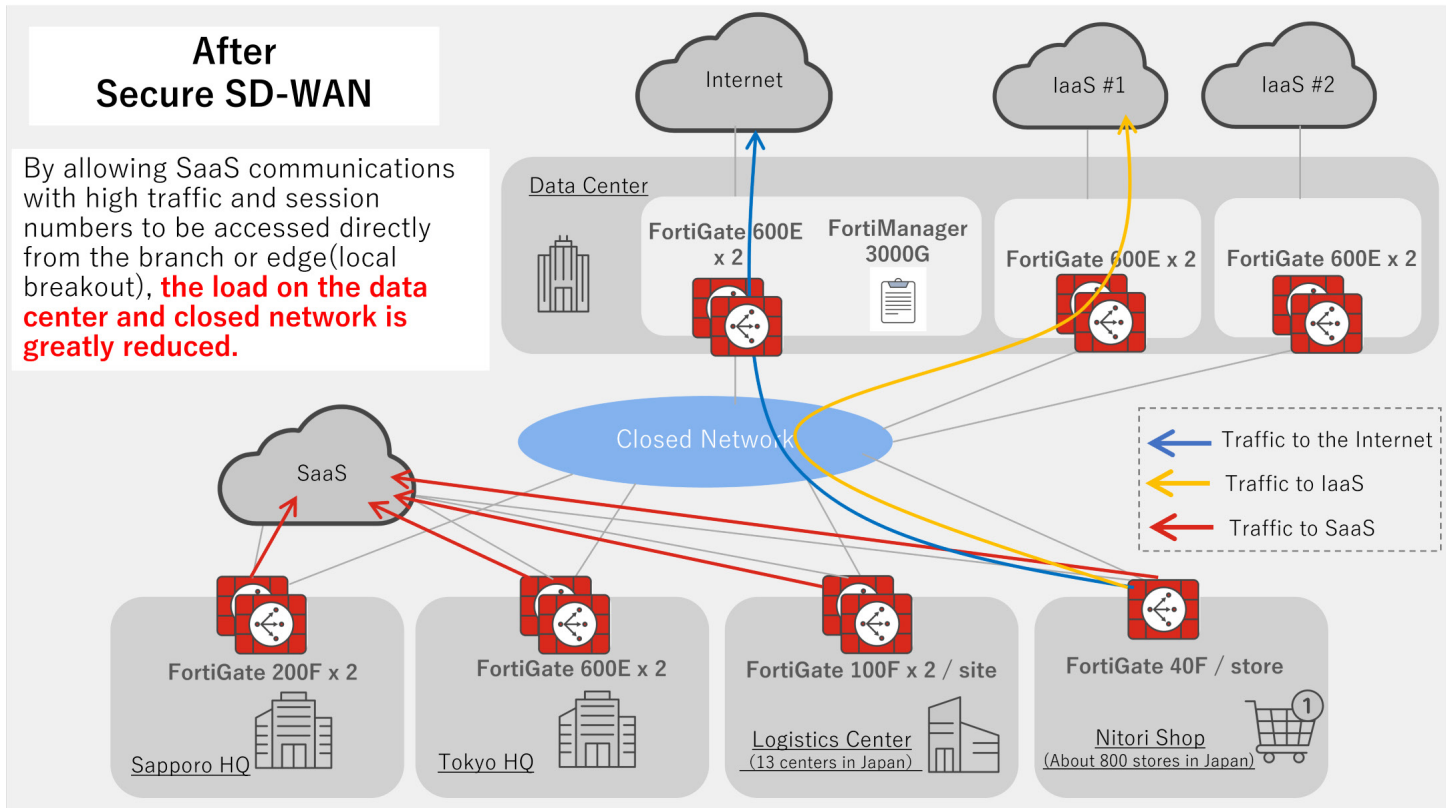 After
Secure SD-WAN
By allowing SaaS communications
with high traffic and session
numbers to be accessed directly
from the branch or edge(local
breakout), the load on the data
center and closed network is
greatly reduced.
Internet
IaaS #1
IaaS #2
Data Center
FortiGate 600E
x 2
FortiManager
3000G
FortiGate 600E x 2
FortiGate 600E x 2
Closed Network
SaaS
Traffic to the Internet
Traffic to IaaS
Traffic to SaaS
FortiGate 200F x 2
Sapporo HQ
FortiGate 600E x 2
Tokyo HQ
FortiGate 100F x 2 / site
Logistics Center
(13 centers in Japan)
FortiGate 40F / store
1
Nitori Shop
(About 800 stores in Japan)